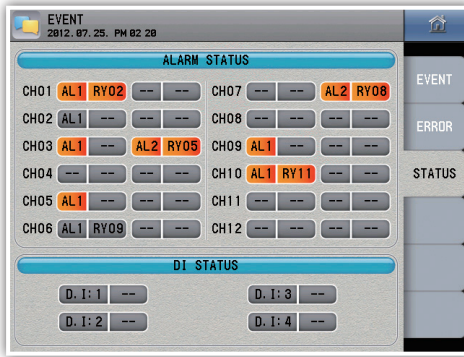 EVENT
2012.07.25. PM 02 20
ALARM STATUS
CH01 AL1 RY02 -- --
CH02 AL1 -- -- --
CH03 AL1 -- AL2 RY05
CH04 -- -- -- --
CH05 AL1 -- -- --
CH06 AL1 RY09 -- --
CH07 -- -- AL2 RY08
CH08 -- -- -- --
CH09 AL1 -- -- --
CH10 AL1 RY11 -- --
CH11 -- -- -- --
CH12 -- -- -- --
DI STATUS
D.I:1 --
D.I:2 --
D.I:3 --
D.I:4 --
EVENT
ERROR
STATUS